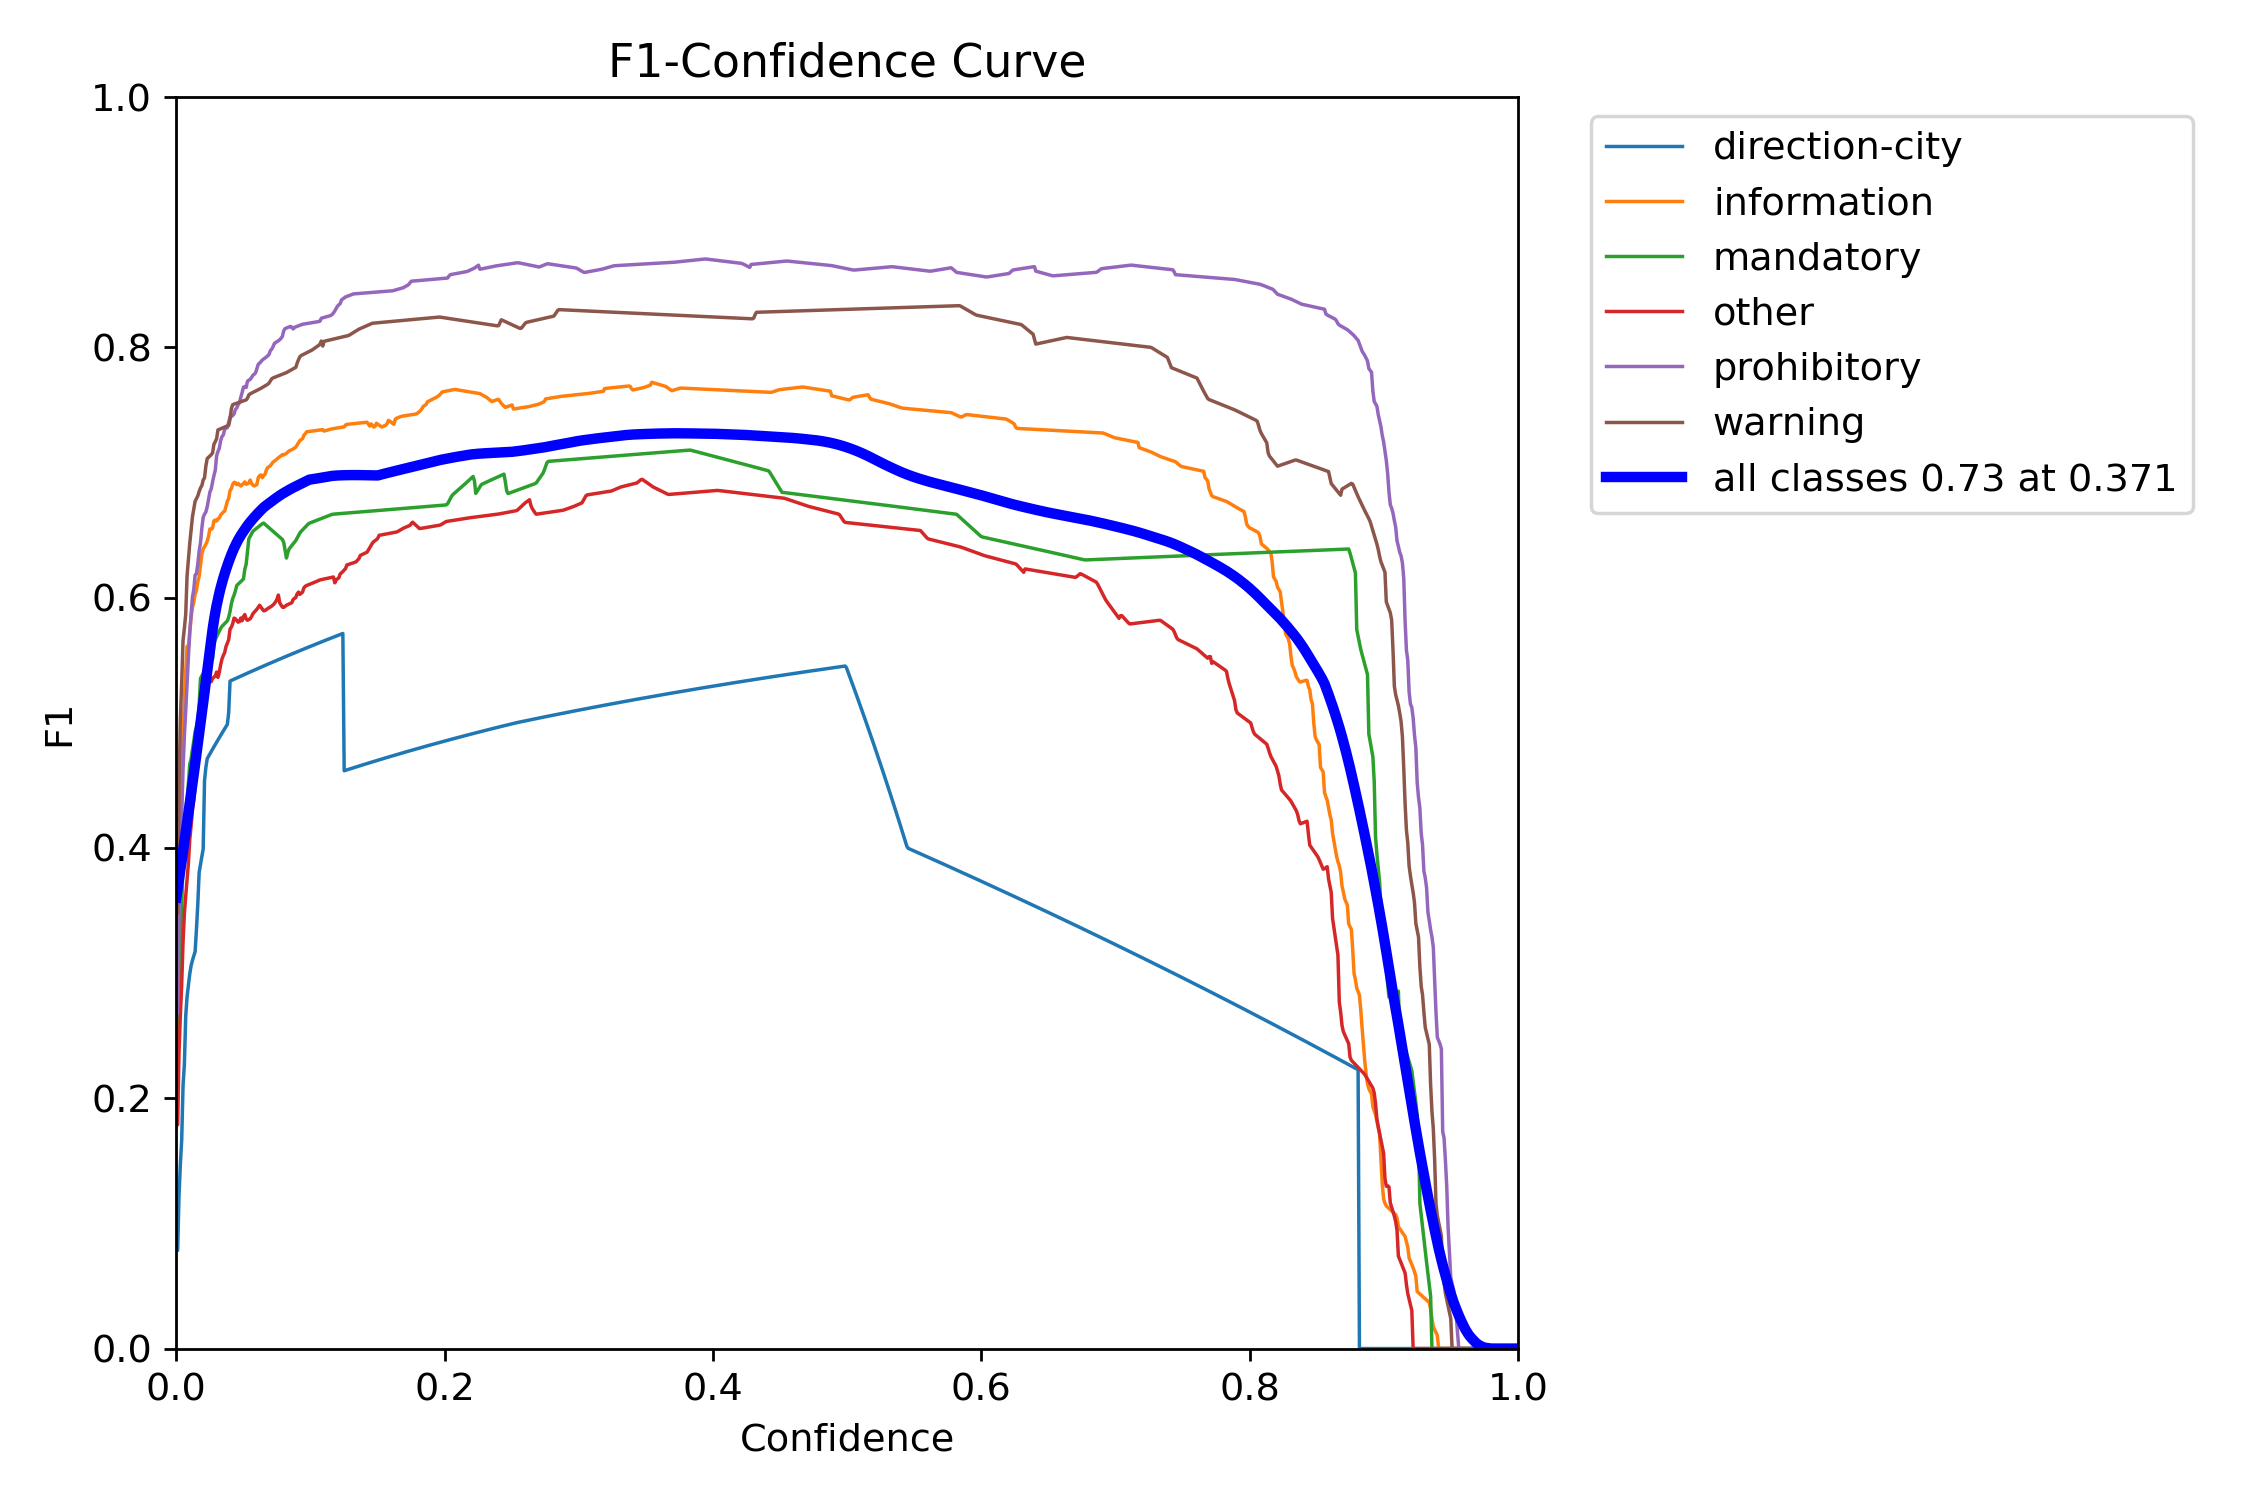 F1-Confidence Curve
1.0
0.8
0.6
0.4
0.2
0.0
F1
0.0 0.2 0.4 0.6 0.8 1.0
Confidence
direction-city
information
mandatory
other
prohibitory
warning
all classes 0.73 at 0.371